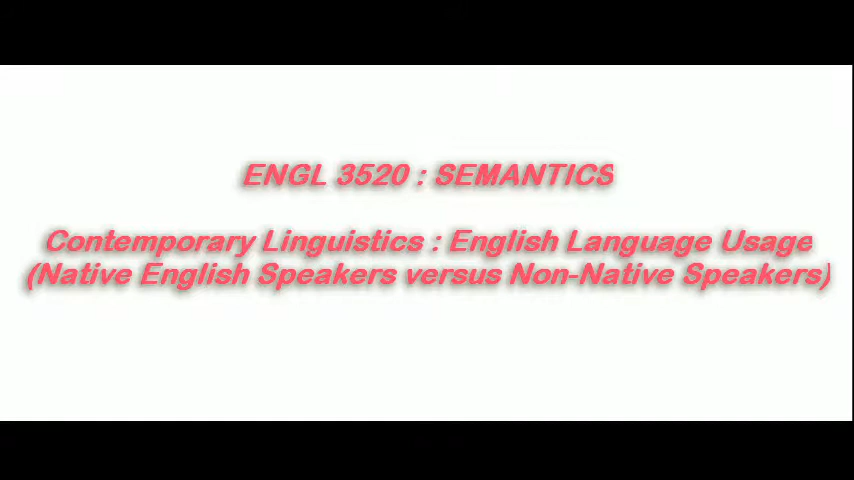 ENGL 3520 : SEMANTICS
Contemporary Linguistics : English Language Usage
(Native English Speakers versus Non-Native Speakers)